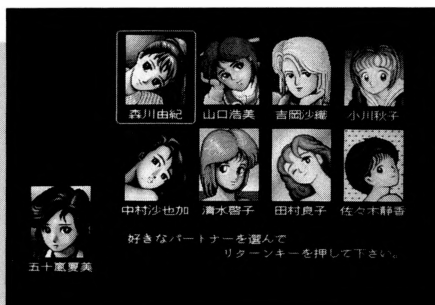 森川由紀 山口浩美 吉岡沙織 小川秋子
中村沙也加 清水啓子 田村良子 佐々木静香
五十嵐夏美
好きなパートナーを選んで
リターンキーを押して下さい。